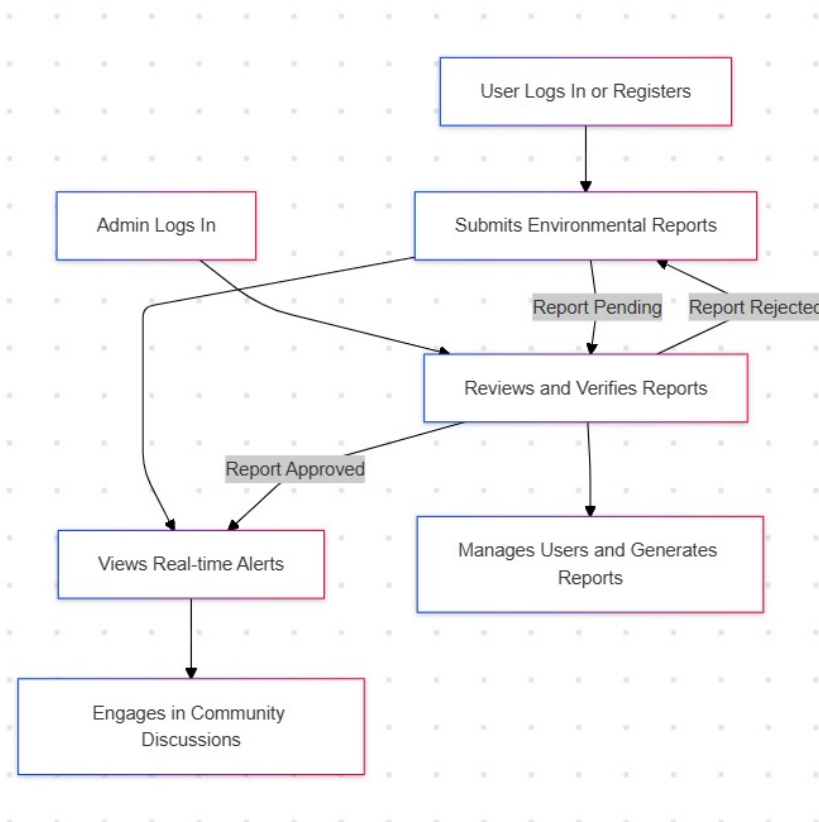 User Logs In or Registers
Admin Logs In
Submits Environmental Reports
Report Pending
Report Rejected
Reviews and Verifies Reports
Report Approved
Views Real-time Alerts
Manages Users and Generates
Reports
Engages in Community
Discussions